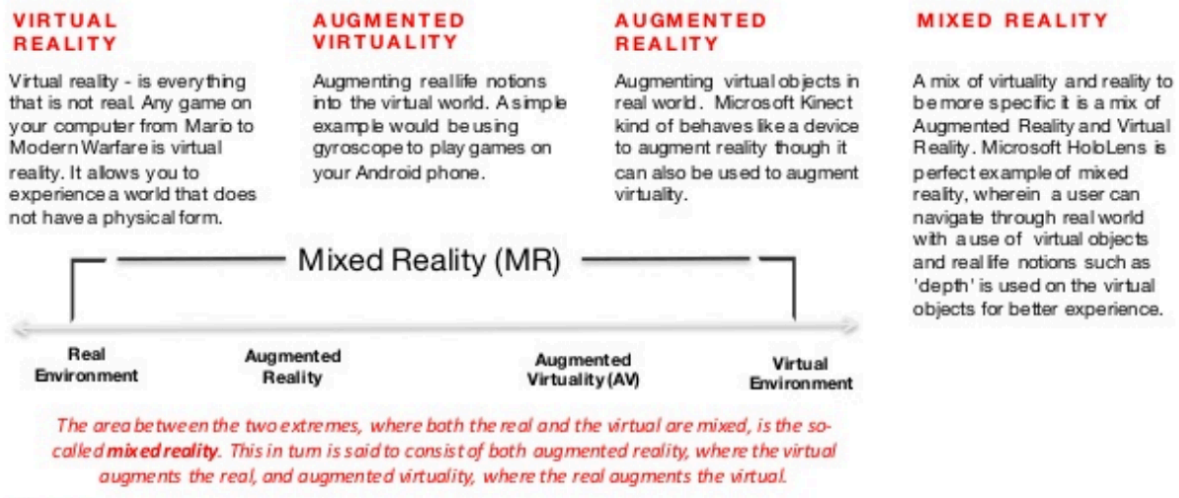 VIRTUAL
REALITY
Virtual reality - is everything
that is not real. Any game on
your computer from Mario to
Modern Warfare is virtual
reality. It allows you to
experience a world that does
not have a physical form.
AUGMENTED
VIRTUALITY
Augmenting real life notions
into the virtual world. A simple
example would be using
gyroscope to play games on
your Android phone.
AUGMENTED
REALITY
Augmenting virtual objects in
real world. Microsoft Kinect
kind of behaves like a device
to augment reality though it
can also be used to augment
virtuality.
MIXED REALITY
A mix of virtuality and reality to
be more specific it is a mix of
Augmented Reality and Virtual
Reality. Microsoft HoloLens is
perfect example of mixed
reality, wherein a user can
navigate through real world
with a use of virtual objects
and real life notions such as
'depth' is used on the virtual
objects for better experience.
Mixed Reality (MR)
Real
Environment
Augmented
Reality
Augmented
Virtuality (AV)
Virtual
Environment
The area between the two extremes, where both the real and the virtual are mixed, is the so-
called mixed reality. This in turn is said to consist of both augmented reality, where the virtual
augments the real, and augmented virtuality, where the real augments the virtual.